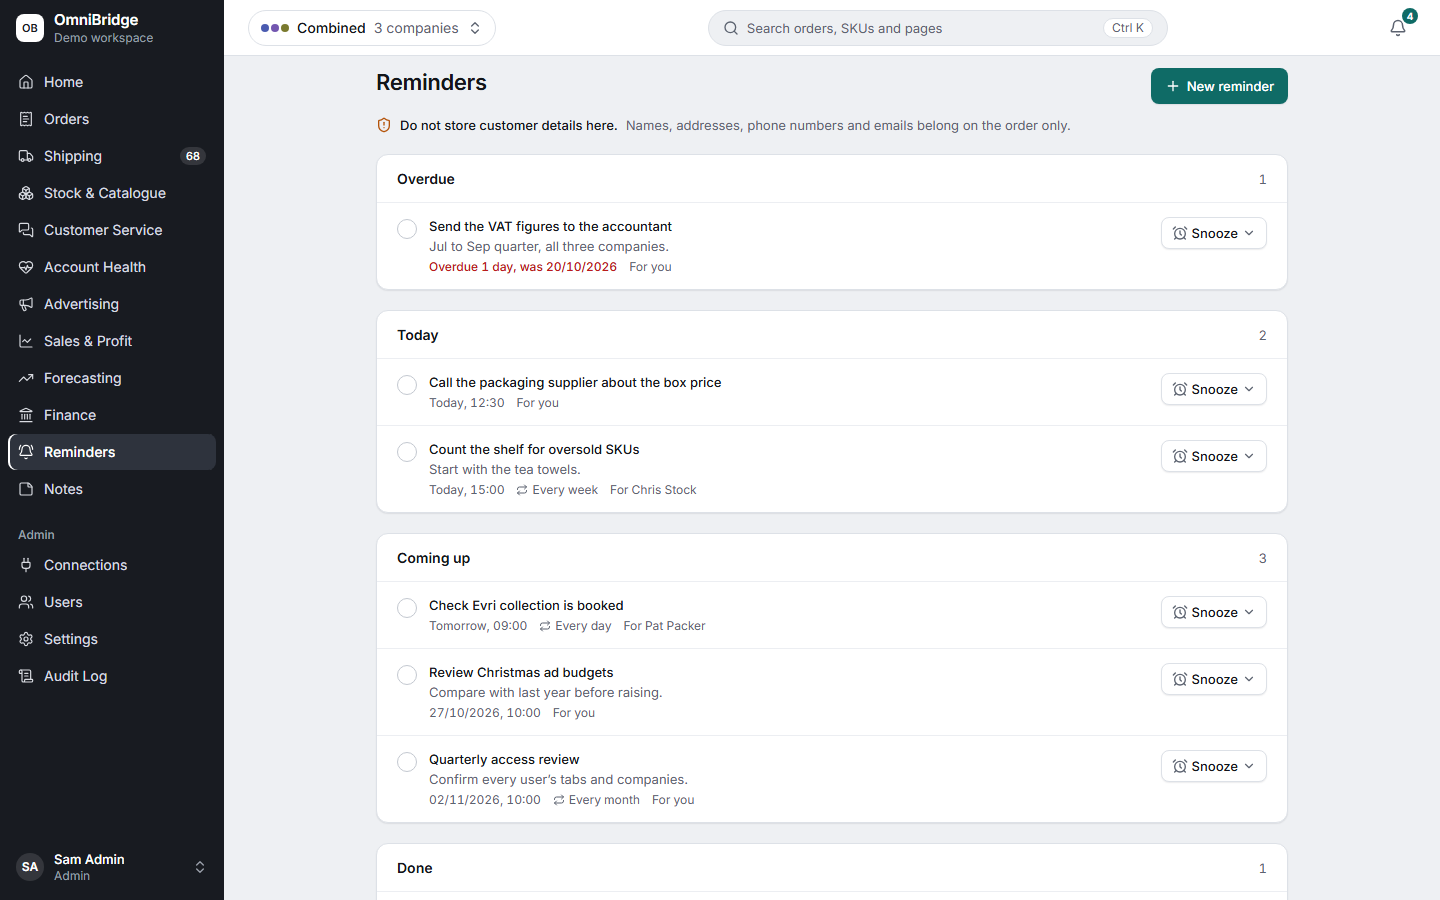 OB
OmniBridge
Demo workspace
Combined 3 companies
Search orders, SKUs and pages
Ctrl K
4
Home
Orders
Shipping 68
Stock & Catalogue
Customer Service
Account Health
Advertising
Sales & Profit
Forecasting
Finance
Reminders
Notes
Admin
Connections
Users
Settings
Audit Log
SA
Sam Admin
Admin
Reminders
New reminder
Do not store customer details here. Names, addresses, phone numbers and emails belong on the order only.
Overdue 1
Send the VAT figures to the accountant
Jul to Sep quarter, all three companies.
Overdue 1 day, was 20/10/2026 For you
Snooze
Today 2
Call the packaging supplier about the box price
Today, 12:30 For you
Snooze
Count the shelf for oversold SKUs
Start with the tea towels.
Today, 15:00 Every week For Chris Stock
Snooze
Coming up 3
Check Evri collection is booked
Tomorrow, 09:00 Every day For Pat Packer
Snooze
Review Christmas ad budgets
Compare with last year before raising.
27/10/2026, 10:00 For you
Snooze
Quarterly access review
Confirm every user's tabs and companies.
02/11/2026, 10:00 Every month For you
Snooze
Done 1